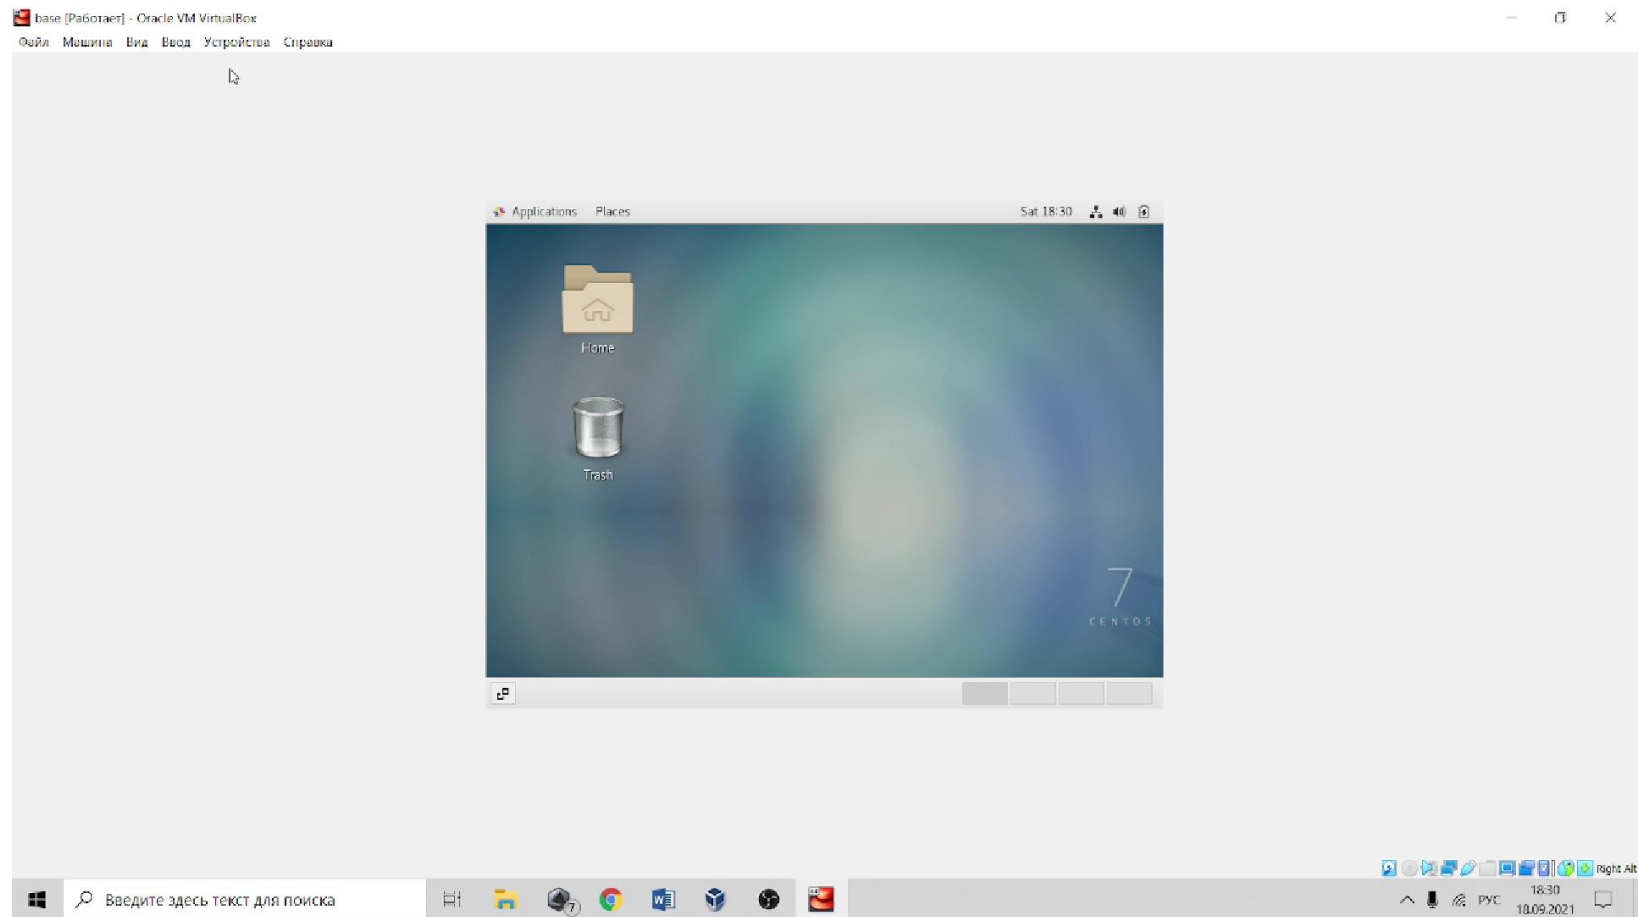 base [Работает] - Oracle VM VirtualBox
Файл Машина Вид Ввод Устройства Справка
Applications Places Sat 18:30
Home
Trash
7
CENTOS
Right Alt
Введите здесь текст для поиска
7
РУС
18:30
18.09.2021